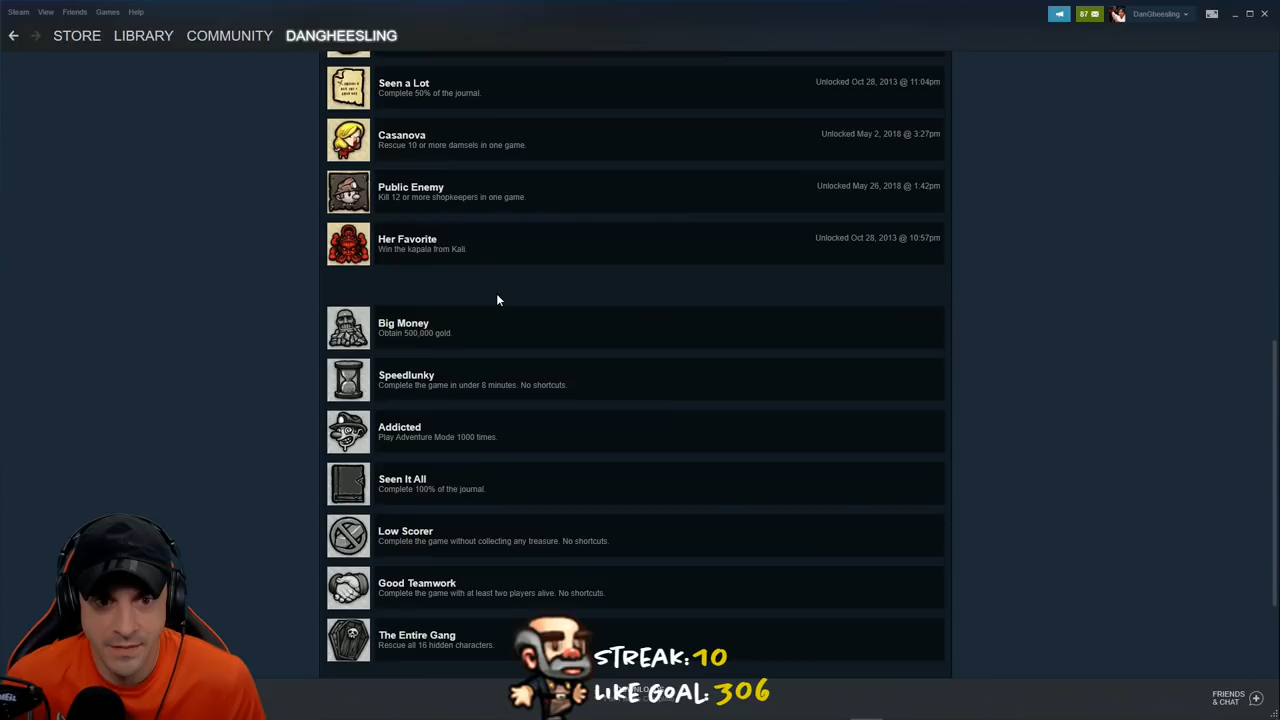 Steam View Friends Games Help
87 DanGheesling
STORE LIBRARY COMMUNITY DANGHEESLING
Seen a Lot
Complete 50% of the journal.
Unlocked Oct 28, 2013 @ 11:04pm
Casanova
Rescue 10 or more damsels in one game.
Unlocked May 2, 2018 @ 3:27pm
Public Enemy
Kill 12 or more shopkeepers in one game.
Unlocked May 26, 2018 @ 1:42pm
Her Favorite
Win the kapala from Kali.
Unlocked Oct 28, 2013 @ 10:57pm
Big Money
Obtain 500,000 gold.
Speedlunky
Complete the game in under 8 minutes. No shortcuts.
Addicted
Play Adventure Mode 1000 times.
Seen It All
Complete 100% of the journal.
Low Scorer
Complete the game without collecting any treasure. No shortcuts.
Good Teamwork
Complete the game with at least two players alive. No shortcuts.
The Entire Gang
Rescue all 16 hidden characters.
STREAK: 10
LIKE GOAL: 306
FRIENDS
& CHAT